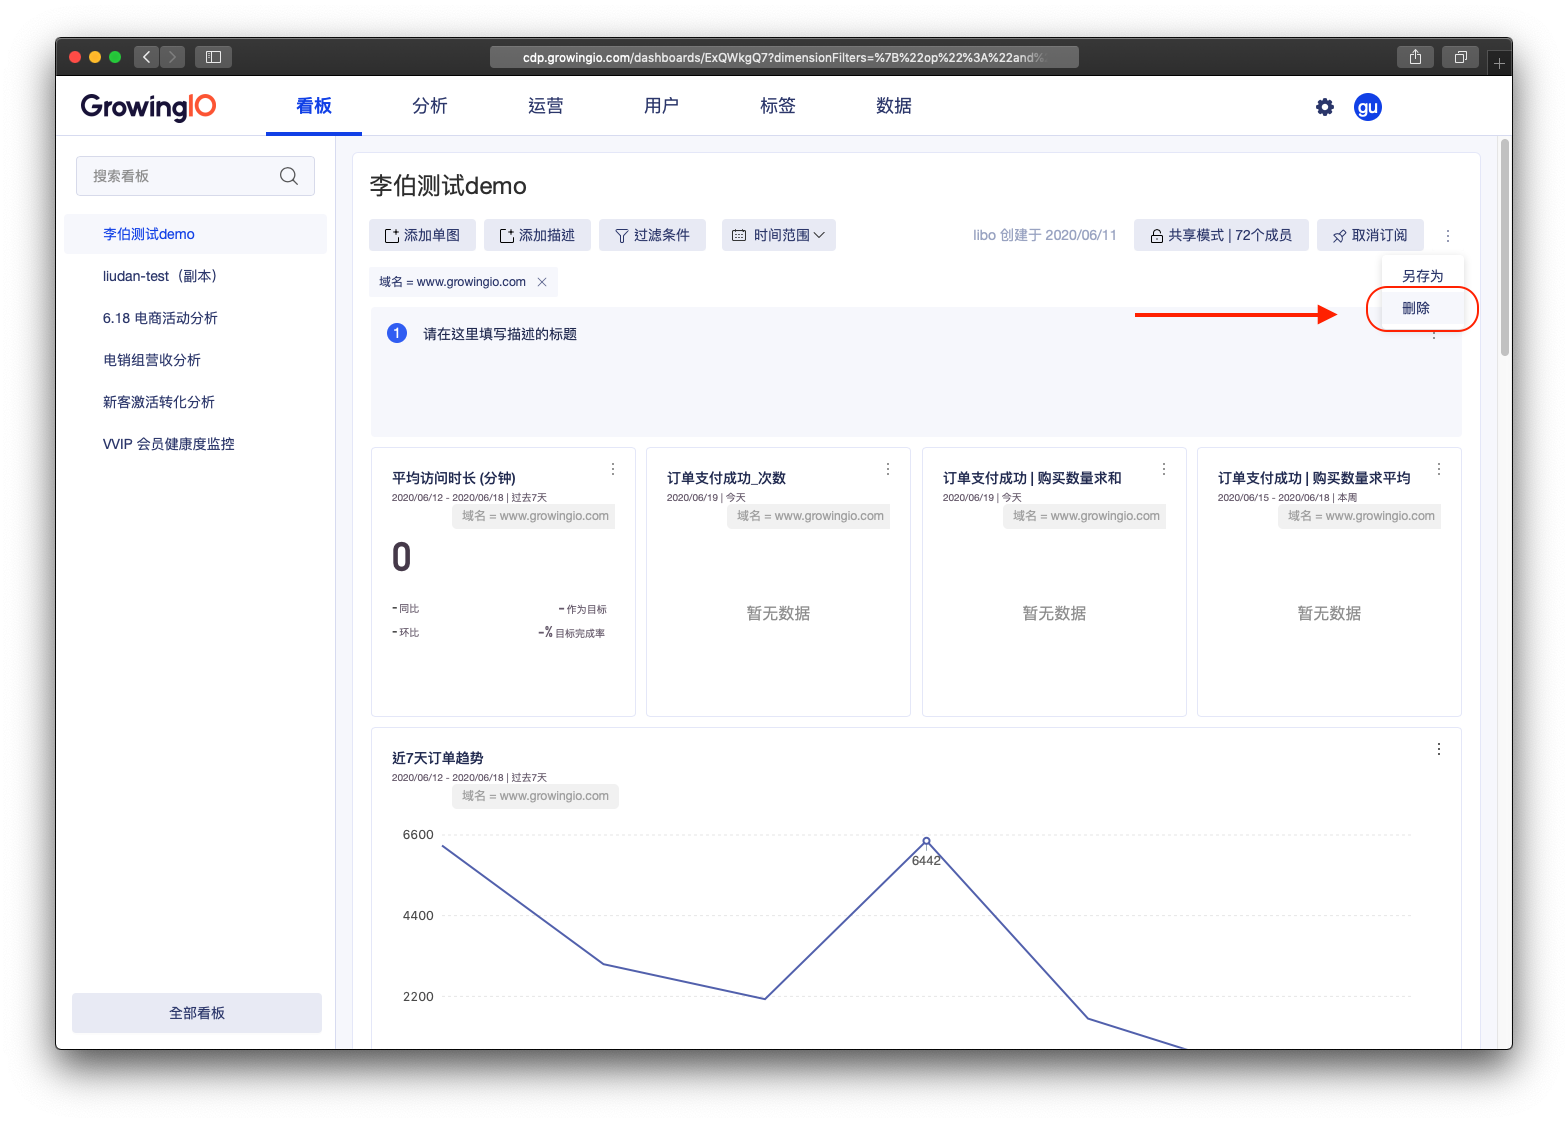 cdp.growingio.com/dashboards/ExQWkgQ7?dimensionFilters=%7B%22op%22%3A%22and%
GrowingIO
看板 分析 运营 用户 标签 数据
gu
搜索看板
李伯测试demo
liudan-test（副本）
6.18 电商活动分析
电销组营收分析
新客激活转化分析
VVIP 会员健康度监控
全部看板
李伯测试demo
添加单图 添加描述 过滤条件 时间范围 libo 创建于 2020/06/11 共享模式 | 72个成员 取消订阅
另存为
删除
域名 = www.growingio.com
1 请在这里填写描述的标题
平均访问时长 (分钟)
2020/06/12 - 2020/06/18 | 过去7天
域名 = www.growingio.com
0
- 同比 - 作为目标
- 环比 -% 目标完成率
订单支付成功_次数
2020/06/19 | 今天
域名 = www.growingio.com
暂无数据
订单支付成功 | 购买数量求和
2020/06/19 | 今天
域名 = www.growingio.com
暂无数据
订单支付成功 | 购买数量求平均
2020/06/15 - 2020/06/18 | 本周
域名 = www.growingio.com
暂无数据
近7天订单趋势
2020/06/12 - 2020/06/18 | 过去7天
域名 = www.growingio.com
6600
6442
4400
2200